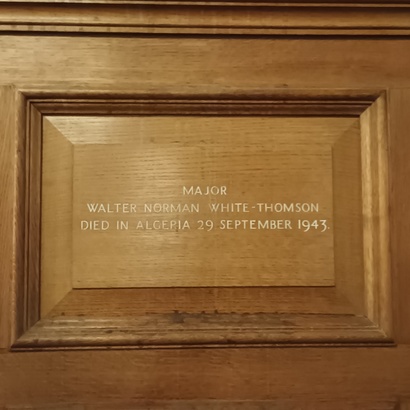 MAJOR
WALTER NORMAN WHITE-THOMSON
DIED IN ALGERIA 29 SEPTEMBER 1943.